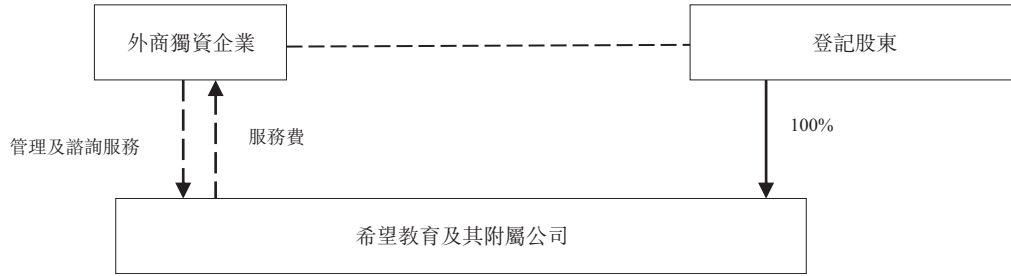 外商獨資企業
登記股東
管理及諮詢服務
服務費
100%
希望教育及其附屬公司